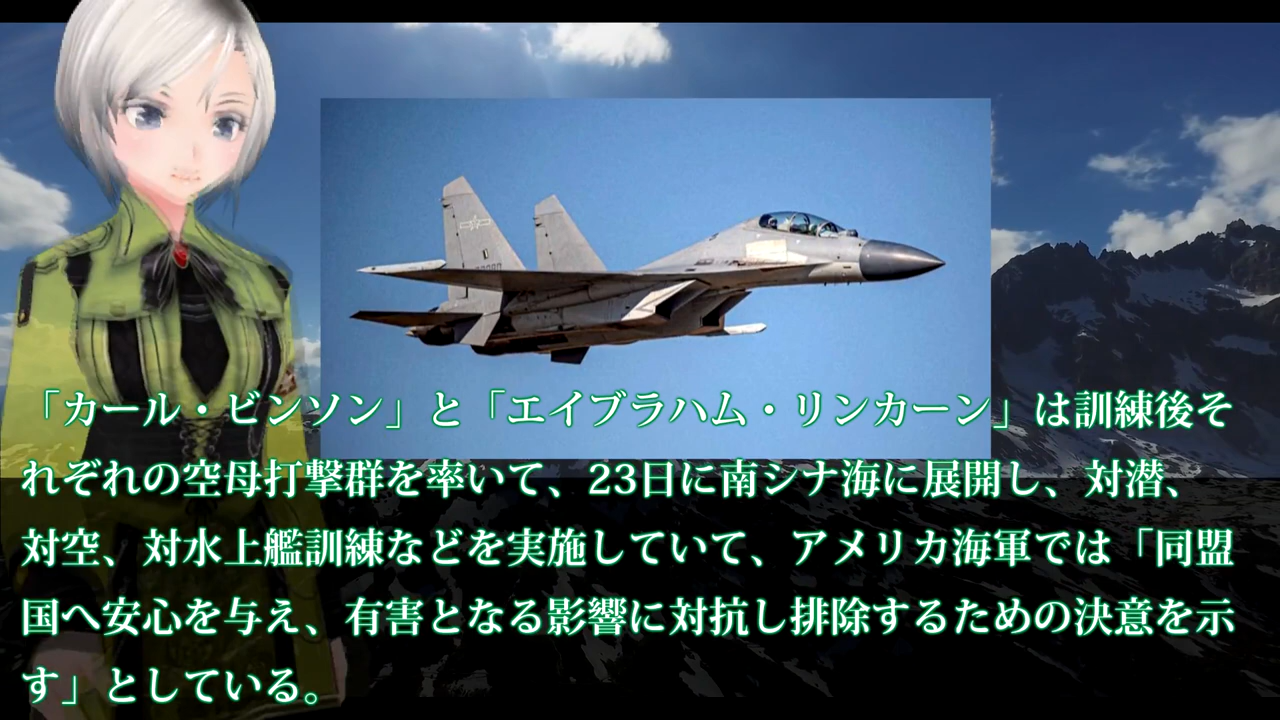 「カール・ビンソン」と「エイブラハム・リンカーン」は訓練後そ
れぞれの空母打撃群を率いて、23日に南シナ海に展開し、対潜、
対空、対水上艦訓練などを実施していて、アメリカ海軍では「同盟
国へ安心を与え、有害となる影響に対抗し排除するための決意を示
す」としている。